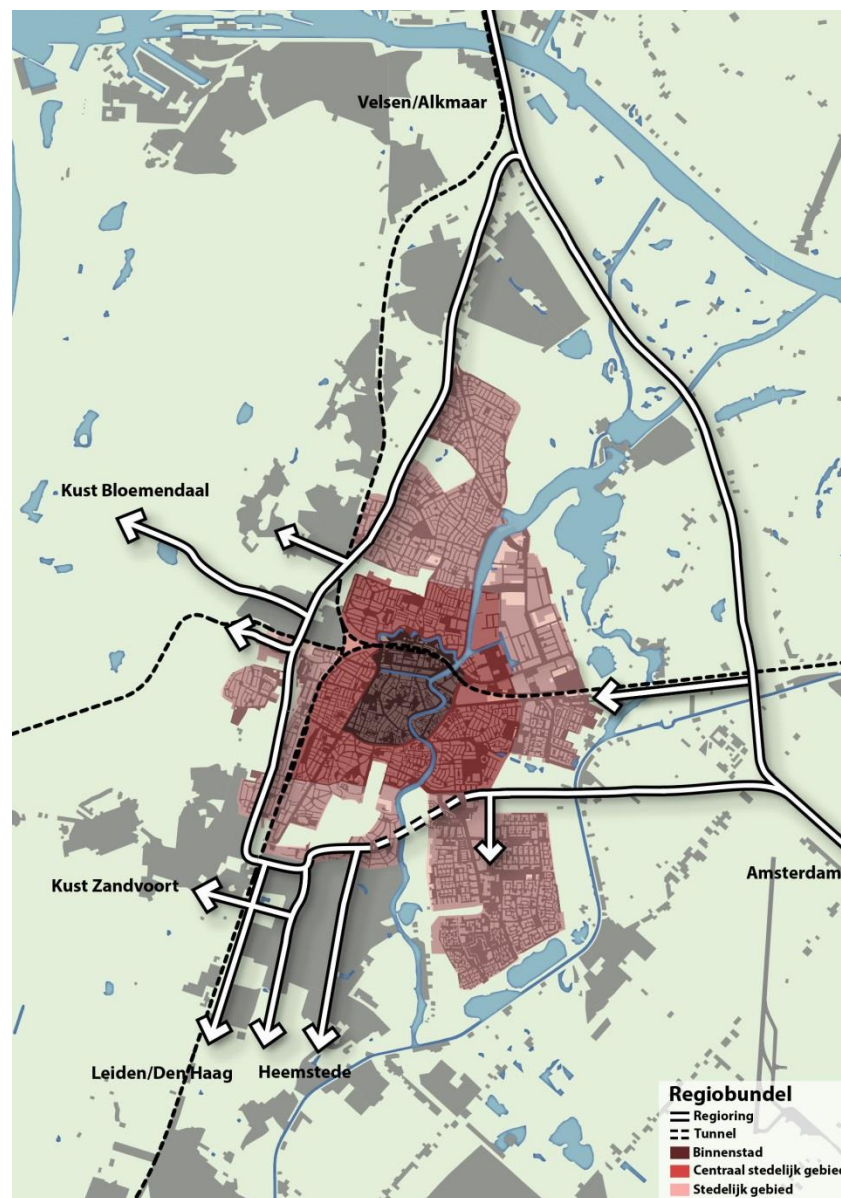 Velsen/Alkmaar
Kust Bloemendaal
Kust Zandvoort
Amsterdam
Leiden/Den Haag
Heemstede
Regiobundel
Regioring
Tunnel
Binnenstad
Centraal stedelijk gebied
Stedelijk gebied